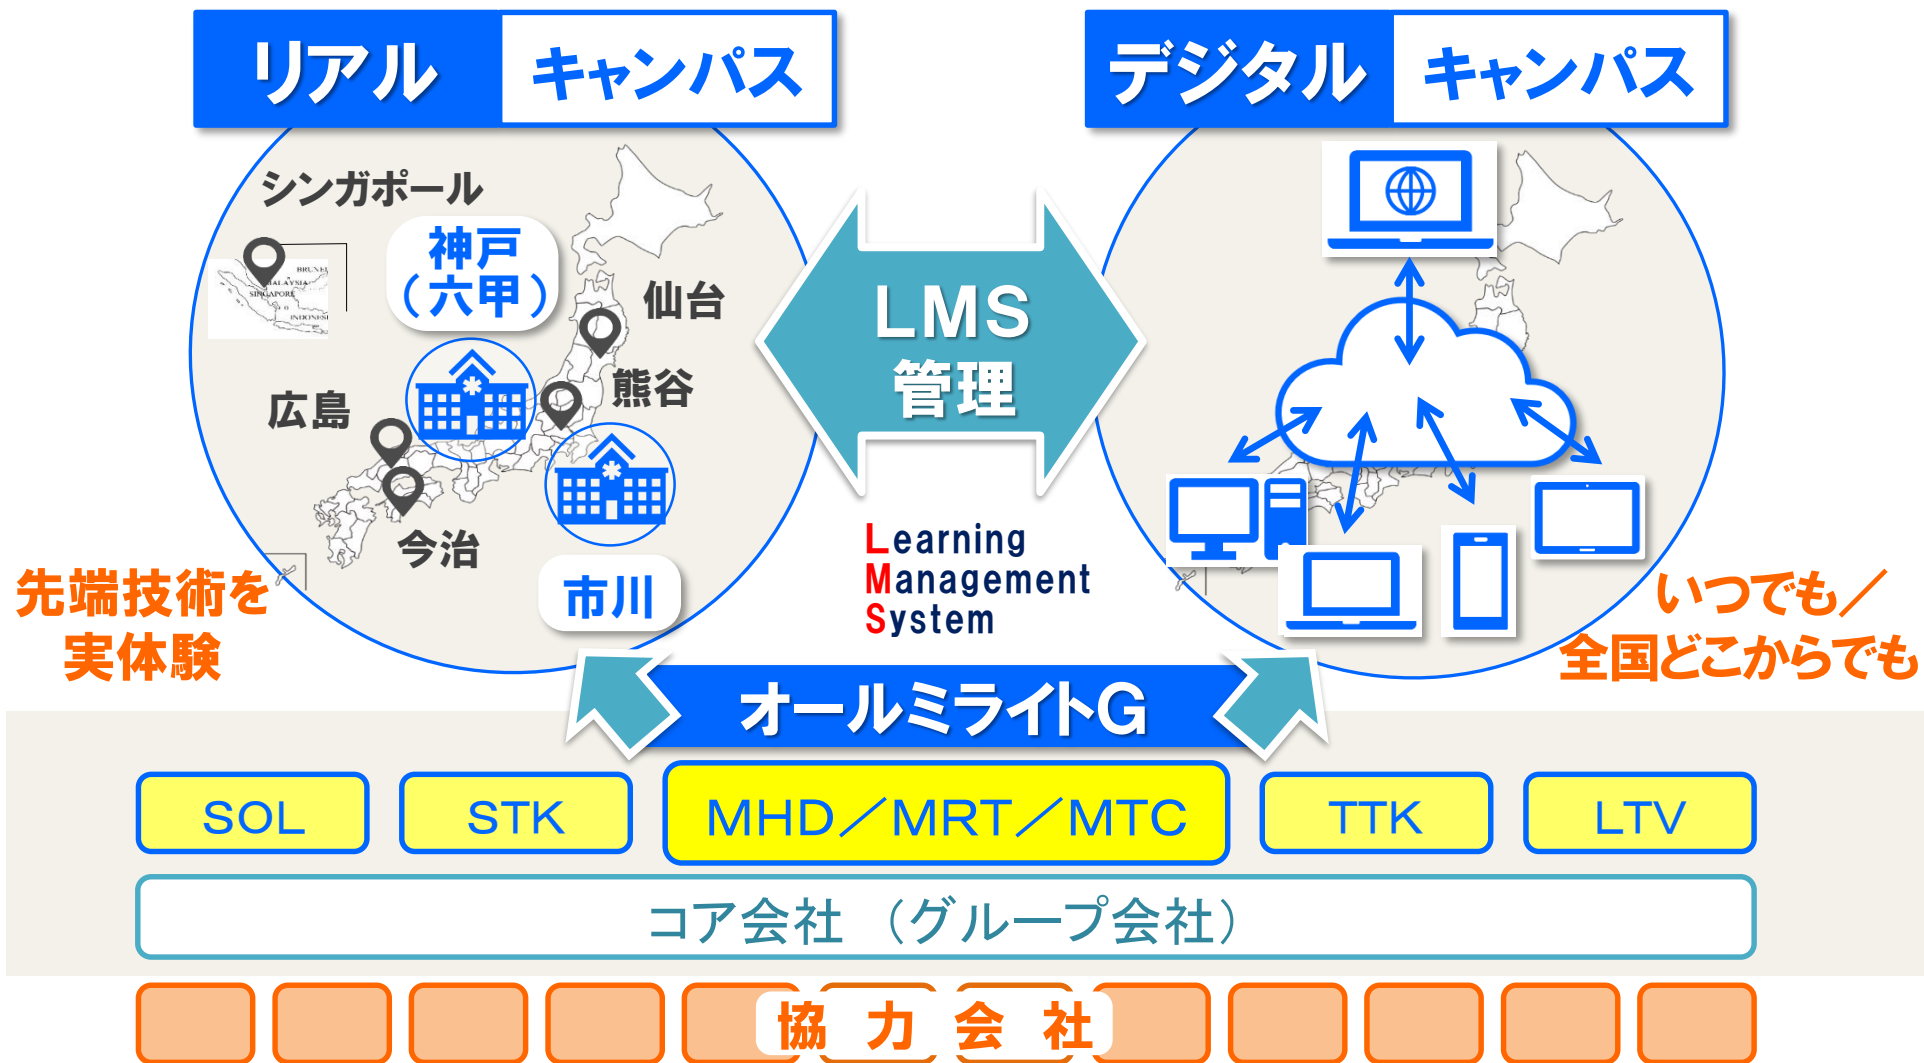 リアル キャンパス
デジタル キャンパス
シンガポール
神戸
（六甲）
仙台
熊谷
広島
今治
市川
BRUNEI
MALAYSIA
SINGAPORE
INDONESI
先端技術を
実体験
LMS
管理
Learning
Management
System
いつでも／
全国どこからでも
オールミライトG
SOL
STK
MHD／MRT／MTC
TTK
LTV
コア会社 （グループ会社）
協力会社